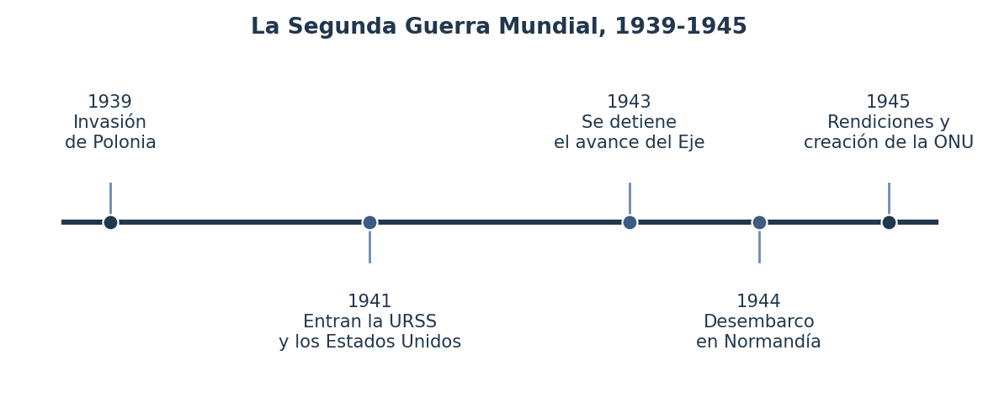 La Segunda Guerra Mundial, 1939-1945
1939
Invasión
de Polonia
1941
Entran la URSS
y los Estados Unidos
1943
Se detiene
el avance del Eje
1944
Desembarco
en Normandía
1945
Rendiciones y
creación de la ONU